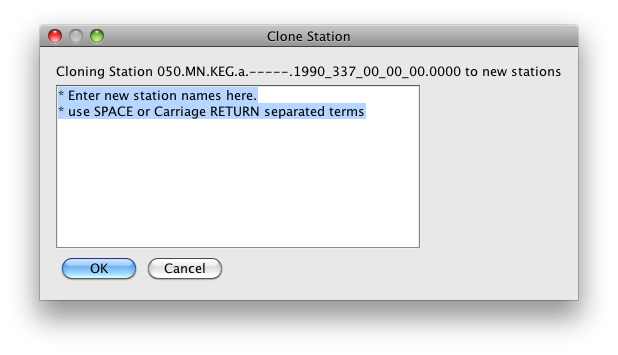 Clone Station
Cloning Station 050.MN.KEG.a.-----.1990_337_00_00_00.0000 to new stations
* Enter new station names here.
* use SPACE or Carriage RETURN separated terms
OK Cancel